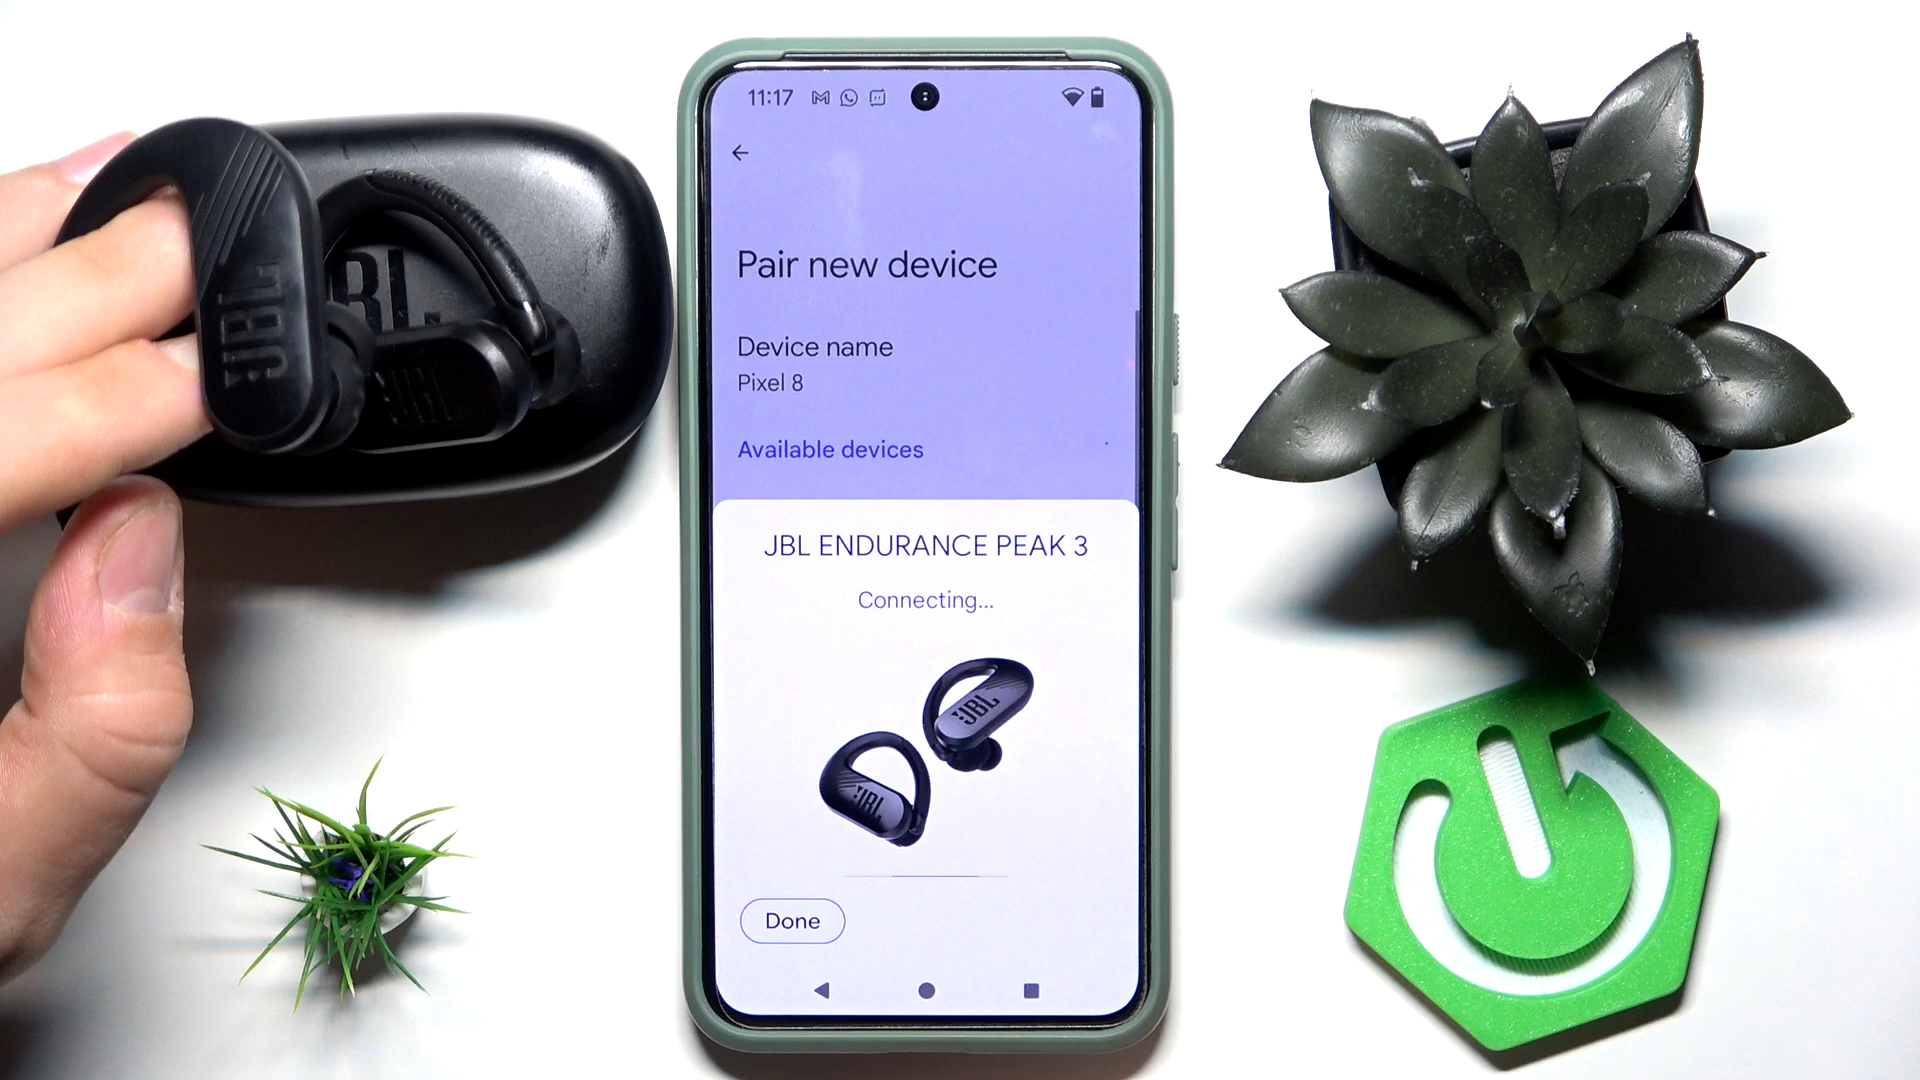 JBL
JBL
JBL
11:17
Pair new device
Device name
Pixel 8
Available devices
JBL ENDURANCE PEAK 3
Connecting...
JBL
JBL
Done